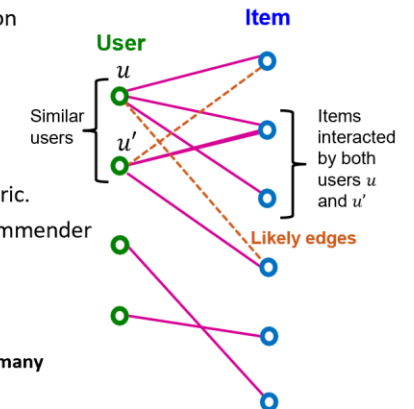 on
Item
User
u
Similar
users
u′
Items
interacted
by both
users u
and u′
ric.
mmender
Likely edges
many